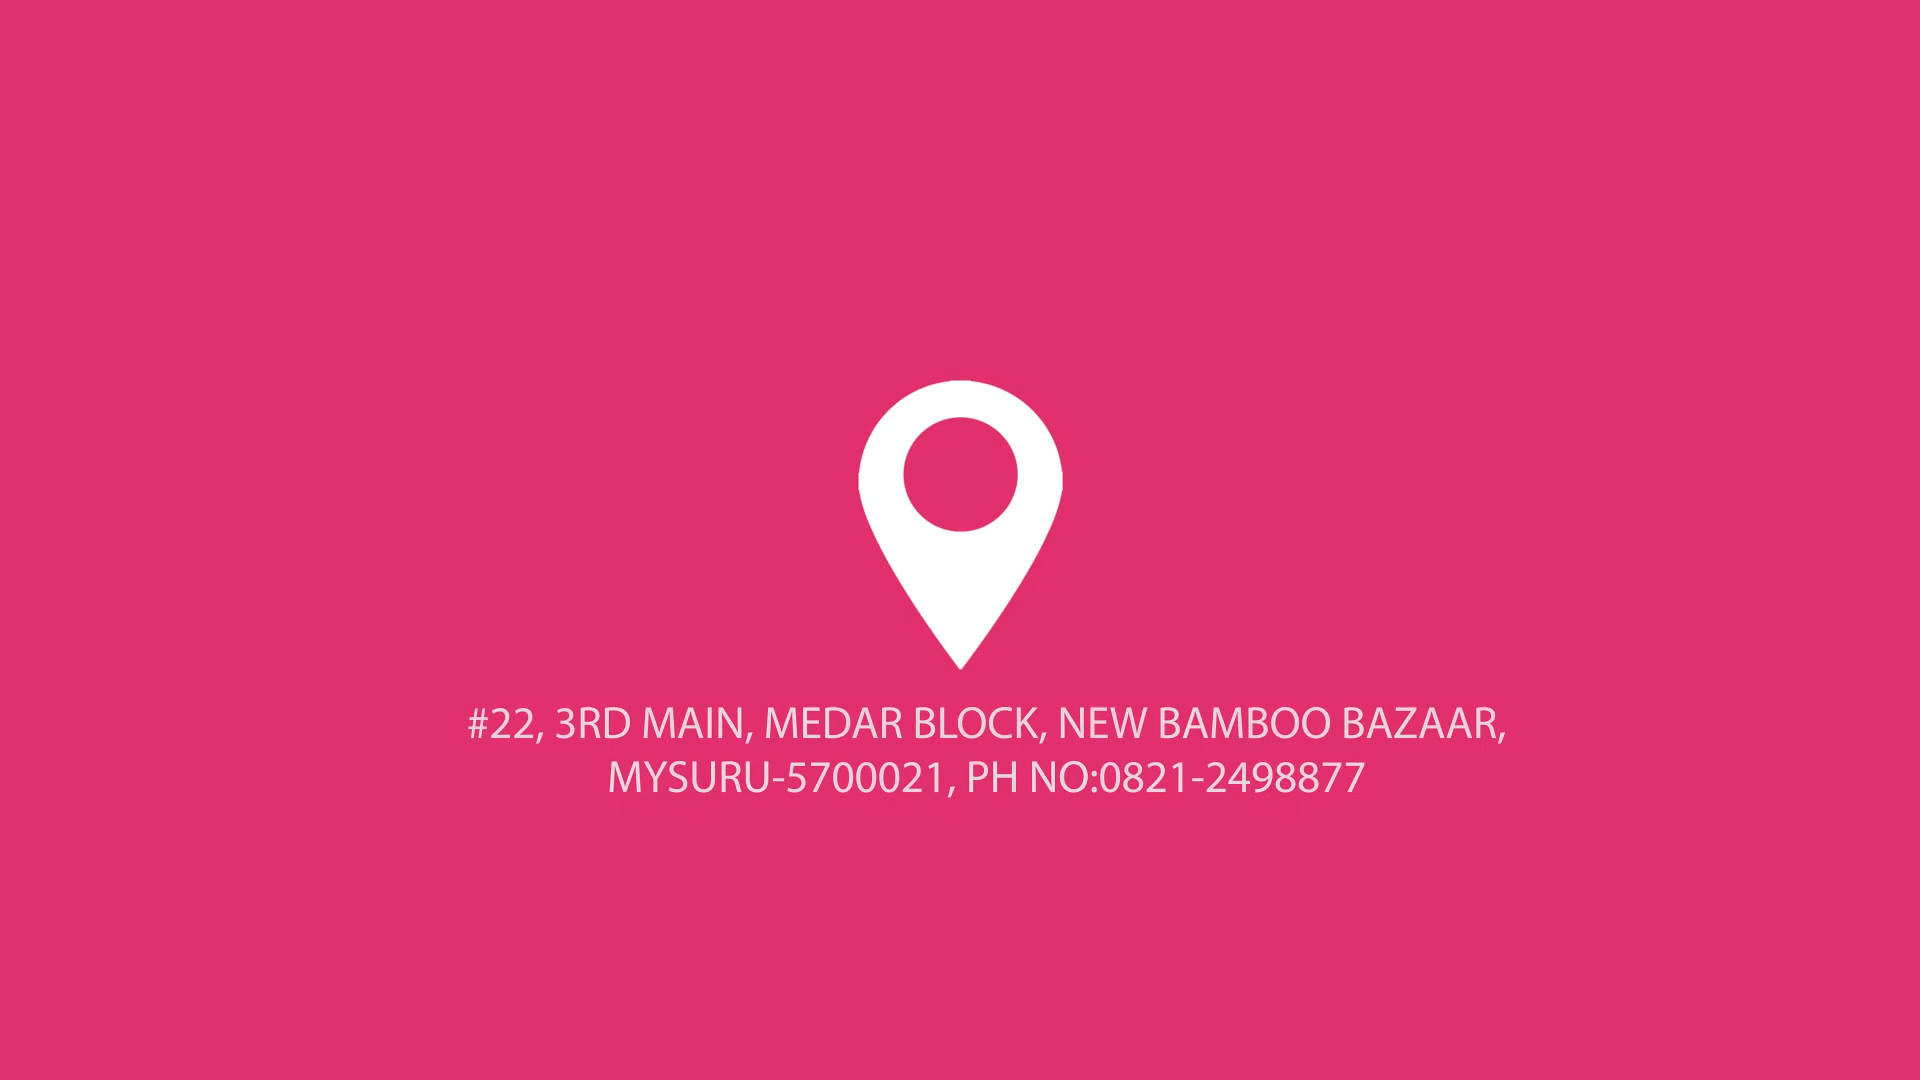 #22, 3RD MAIN, MEDAR BLOCK, NEW BAMBOO BAZAAR,
MYSURU-5700021, PH NO:0821-2498877